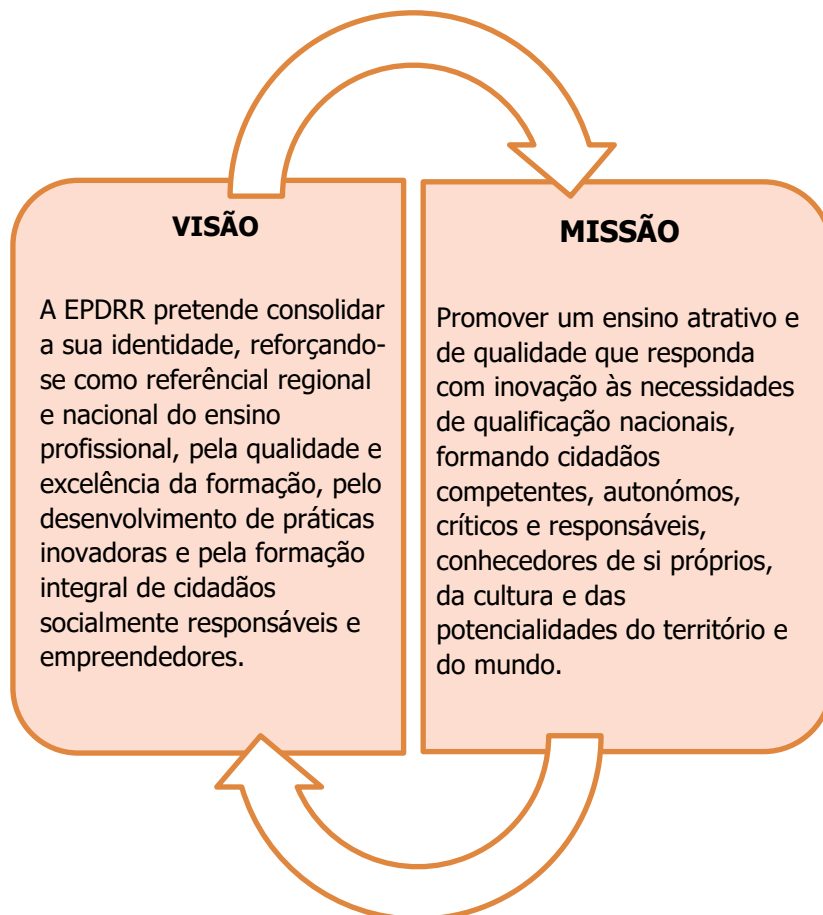 VISÃO
A EPDRR pretende consolidar
a sua identidade, reforçando-
se como referêncial regional
e nacional do ensino
profissional, pela qualidade e
excelência da formação, pelo
desenvolvimento de práticas
inovadoras e pela formação
integral de cidadãos
socialmente responsáveis e
empreendedores.
MISSÃO
Promover um ensino atrativo e
de qualidade que responda
com inovação às necessidades
de qualificação nacionais,
formando cidadãos
competentes, autonómos,
críticos e responsáveis,
conhecedores de si próprios,
da cultura e das
potencialidades do território e
do mundo.